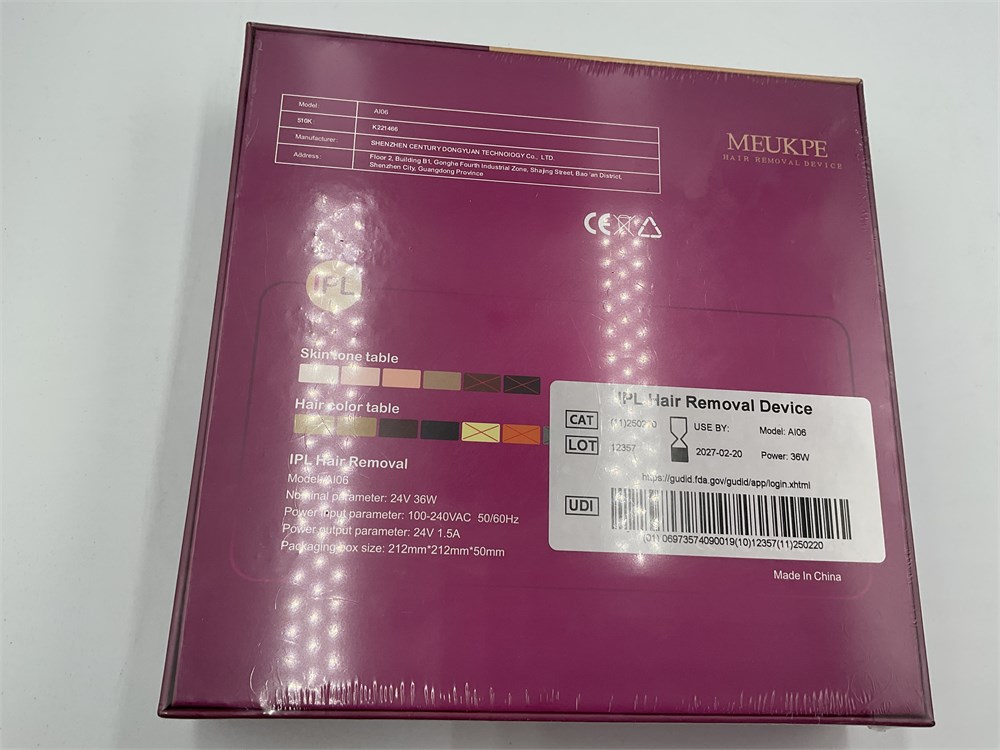 Model: AI06
510K K221466
Manufacturer: SHENZHEN CENTURY DONGYUAN TECHNOIOGY Co., LTD.
Address: Floor 2, Building B1, Gonghe Fourth Industrial Zone, Shajing Street, Bao 'an District,
Shenzhen City, Guangdong Province
MEUKPE
HAIR REMOVAL DEVICE
CE
IPL
Skin tone table
Hair color table
IPL Hair Removal
Model: AI06
Nominal parameter: 24V 36W
Power input parameter: 100-240VAC 50/60Hz
Power output parameter: 24V 1.5A
Packaging box size: 212mm*212mm*50mm
IPL Hair Removal Device
CAT (11)250220 USE BY: Model: AI06
LOT 12357 2027-02-20 Power: 36W
https://gudid.fda.gov/gudid/app/login.xhtml
UDI
(01) 06973574090019(10)12357(11)250220
Made In China